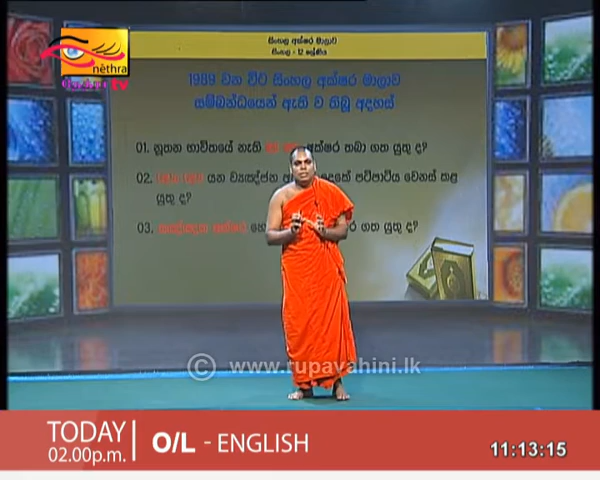 nēthra
tv
සිංහල අක්ෂර මාලාව
සිංහල - 12 ශ්‍රේණිය
1989 වන විට සිංහල අක්ෂර මාලාව
සම්බන්ධයෙන් ඇති ව තිබූ අදහස්
01. නූතන භාවිතයේ නැති අක්ෂර තබා ගත යුතු ද?
02. යන ව්‍යඤ්ජන පටිපාටිය වෙනස් කළ
යුතු ද?
03. ගත යුතු ද?
© www.rupavahini.lk
TODAY
02.00p.m.
O/L - ENGLISH
11:13:15